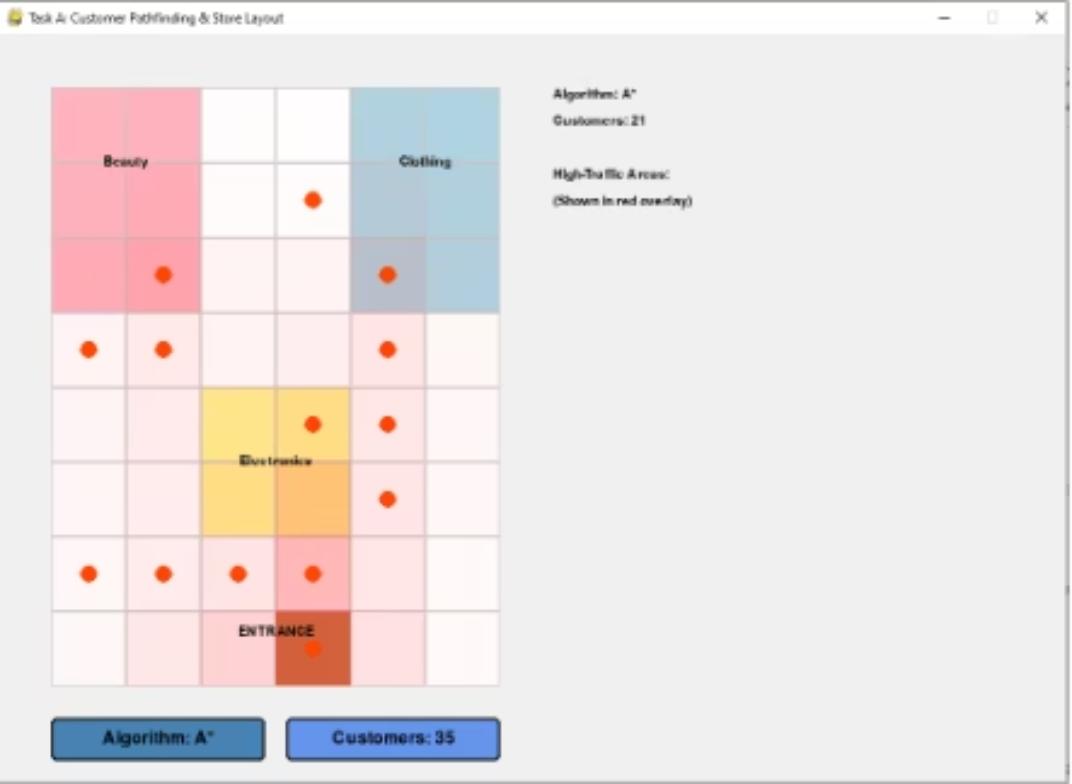 Task A: Customer Pathfinding & Store Layout
Algorithm: A*
Customers: 21
High-Traffic Areas:
(Shown in red overlay)
Beauty
Clothing
Electronics
ENTRANCE
Algorithm: A*
Customers: 35